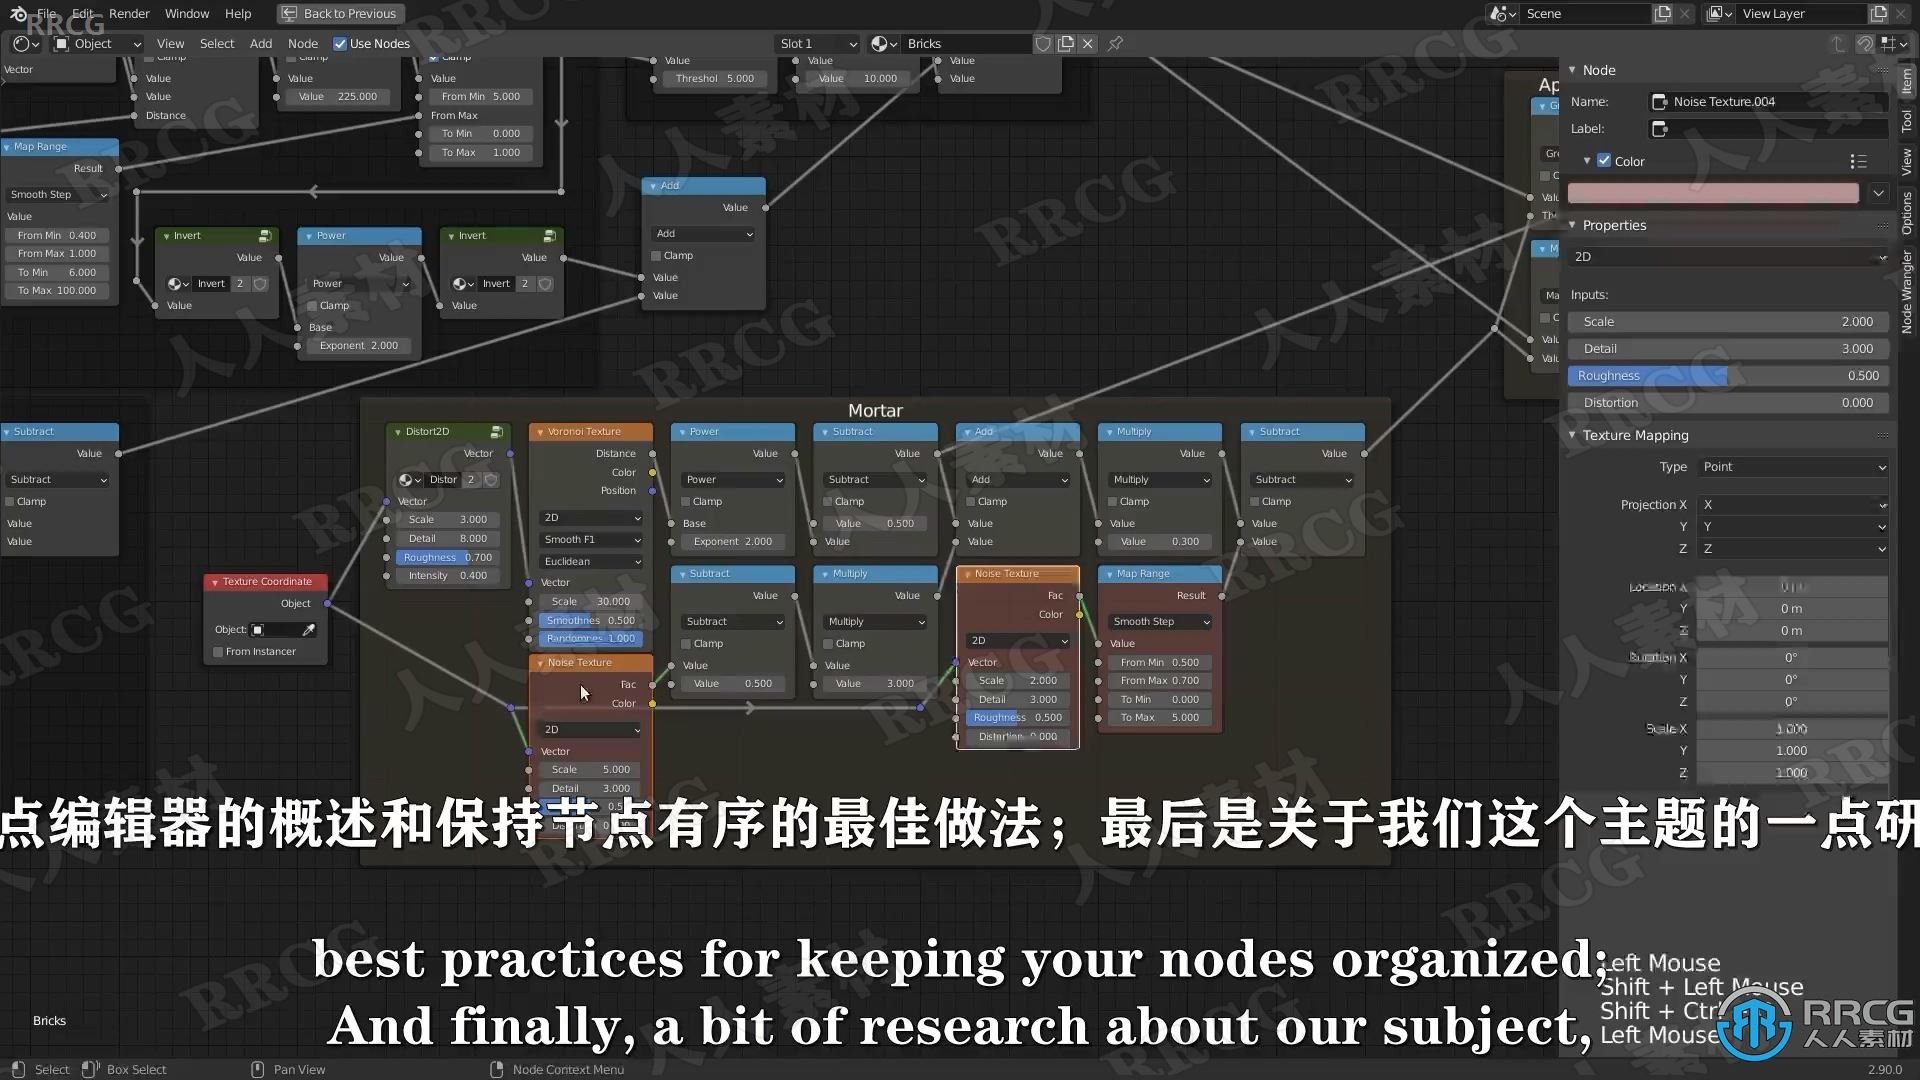 File Edit Render Window Help Back to Previous Scene View Layer
Object View Select Add Node Use Nodes Slot 1 Bricks
Vector
Value
Value
Distance
Value 225.000
Value
From Min 5.000
From Max
To Min 0.000
To Max 1.000
Value
Threshol 5.000
Value
Value 10.000
Value
Value
Map Range
Result
Smooth Step
Value
From Min 0.400
From Max 1.000
To Min 6.000
To Max 100.000
Invert
Value
Invert 2
Value
Power
Value
Power
Clamp
Base
Exponent 2.000
Invert
Value
Invert 2
Value
Add
Value
Add
Clamp
Value
Value
Subtract
Value
Subtract
Clamp
Value
Value
Texture Coordinate
Object
Object:
From Instancer
Mortar
Distort2D
Vector
Distor 2
Vector
Scale 3.000
Detail 8.000
Roughness 0.700
Intensity 0.400
Voronoi Texture
Distance
Color
Position
2D
Smooth F1
Euclidean
Vector
Scale 30.000
Smoothnes 0.500
Randomnes 1.000
Noise Texture
Fac
Color
2D
Vector
Scale 5.000
Detail 3.000
Power
Value
Power
Clamp
Base
Exponent 2.000
Subtract
Value
Subtract
Clamp
Value 0.500
Value
Add
Value
Add
Clamp
Value
Value
Multiply
Value
Multiply
Clamp
Value
Value 0.300
Subtract
Value
Subtract
Clamp
Value
Value
Subtract
Value
Subtract
Clamp
Value
Value 0.500
Multiply
Value
Multiply
Clamp
Value
Value 3.000
Noise Texture
Fac
Color
2D
Vector
Scale 2.000
Detail 3.000
Roughness 0.500
Distortion 0.000
Map Range
Result
Smooth Step
Value
From Min 0.500
From Max 0.700
To Min 0.000
To Max 5.000
Node
Name: Noise Texture.004
Label:
Color
Properties
2D
Inputs:
Scale 2.000
Detail 3.000
Roughness 0.500
Distortion 0.000
Texture Mapping
Type Point
Projection X X
Y Y
Z Z
Location X 0 m
Y 0 m
Z 0 m
Rotation X 0°
Y 0°
Z 0°
Scale X 1.000
Y 1.000
Z 1.000
Item
Tool
View
Options
Node Wrangler
点编辑器的概述和保持节点有序的最佳做法；最后是关于我们这个主题的一点研
best practices for keeping your nodes organized;
And finally, a bit of research about our subject,
Left Mouse
Shift + Left Mouse
Shift + Ctr
Left Mouse
RRCG
人人素材
Bricks
Select Box Select Pan View Node Context Menu 2.90.0